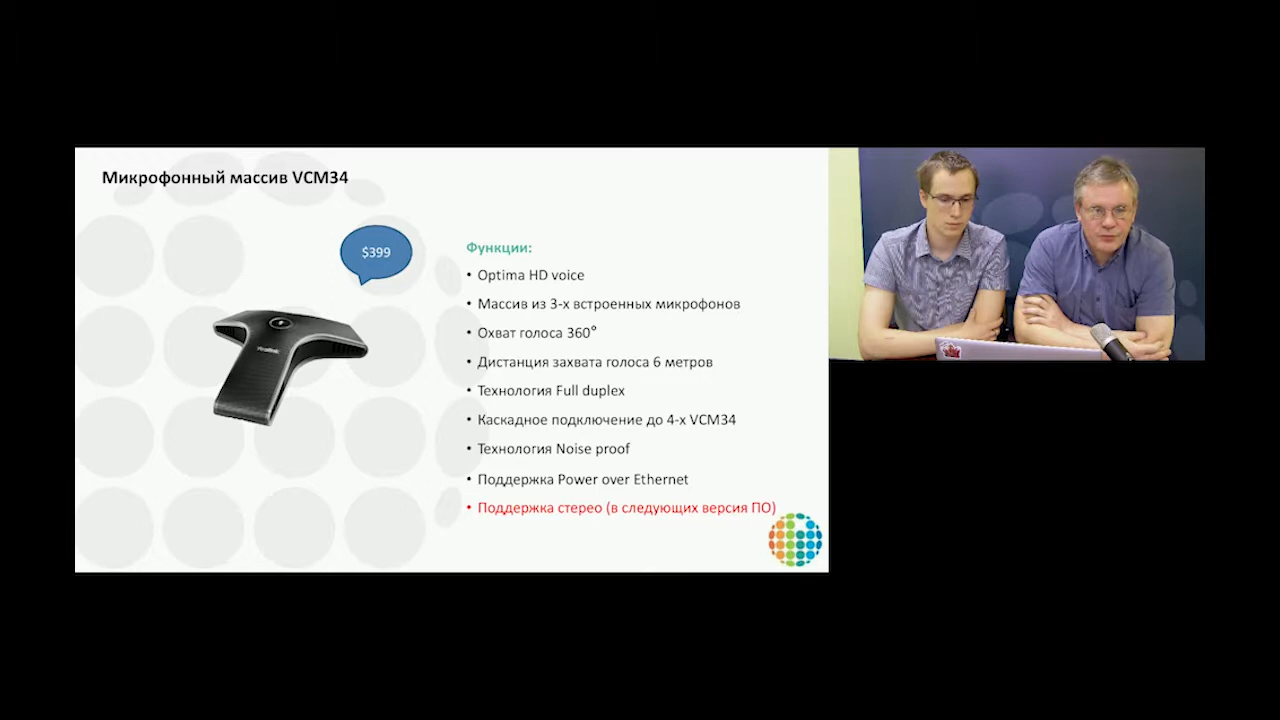 Микрофонный массив VCM34
$399
Функции:
• Optima HD voice
• Массив из 3-х встроенных микрофонов
• Охват голоса 360°
• Дистанция захвата голоса 6 метров
• Технология Full duplex
• Каскадное подключение до 4-х VCM34
• Технология Noise proof
• Поддержка Power over Ethernet
• Поддержка стерео (в следующих версия ПО)
Yealink